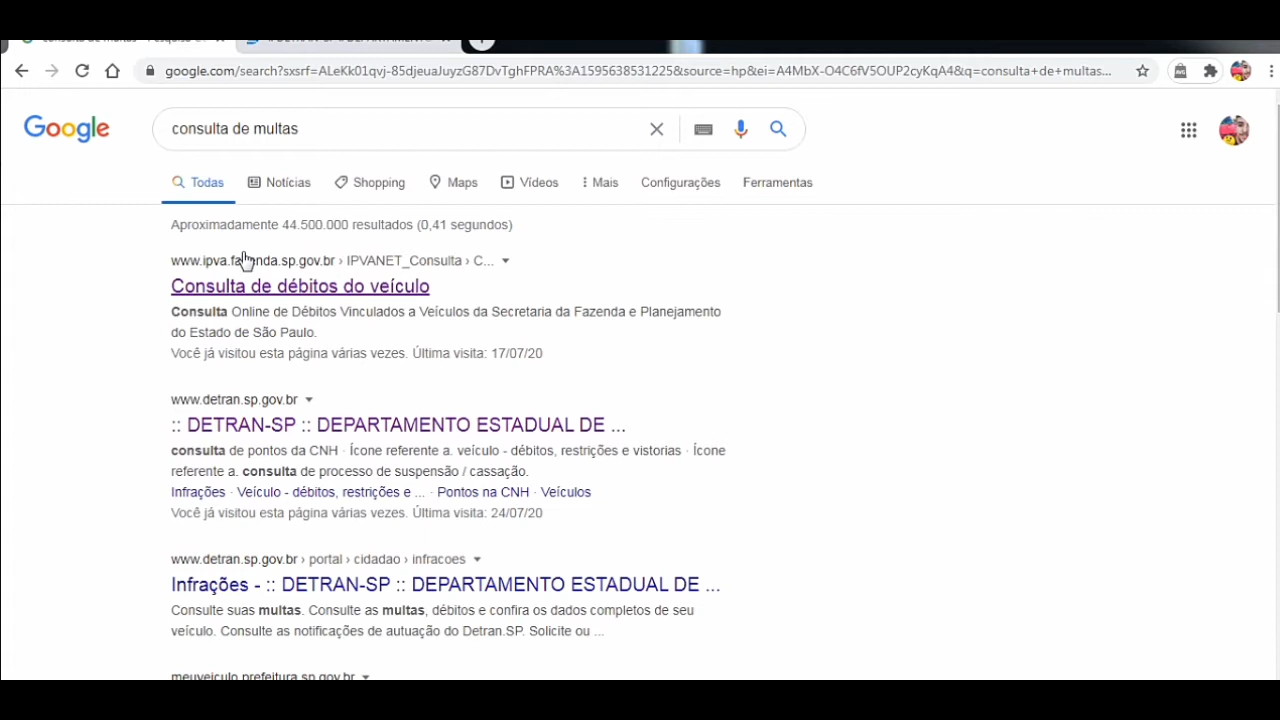 google.com/search?sxsrf=ALeKk01qvj-85djeuaJuyzG87DvTghFPRA%3A1595638531225&source=hp&ei=A4MbX-O4C6fV5OUP2cyKqA4&q=consulta+de+multas...
Google
consulta de multas
Todas Notícias Shopping Maps Vídeos Mais Configurações Ferramentas
Aproximadamente 44.500.000 resultados (0,41 segundos)
www.ipva.fazenda.sp.gov.br › IPVANET_Consulta › C...
Consulta de débitos do veículo
Consulta Online de Débitos Vinculados a Veículos da Secretaria da Fazenda e Planejamento
do Estado de São Paulo.
Você já visitou esta página várias vezes. Última visita: 17/07/20
www.detran.sp.gov.br
:: DETRAN-SP :: DEPARTAMENTO ESTADUAL DE ...
consulta de pontos da CNH · Ícone referente a. veículo - débitos, restrições e vistorias · Ícone
referente a. consulta de processo de suspensão / cassação.
Infrações · Veículo - débitos, restrições e ... · Pontos na CNH · Veículos
Você já visitou esta página várias vezes. Última visita: 24/07/20
www.detran.sp.gov.br › portal › cidadao › infracoes
Infrações - :: DETRAN-SP :: DEPARTAMENTO ESTADUAL DE ...
Consulte suas multas. Consulte as multas, débitos e confira os dados completos de seu
veículo. Consulte as notificações de autuação do Detran.SP. Solicite ou ...
meuveiculo.prefeitura.sp.gov.br